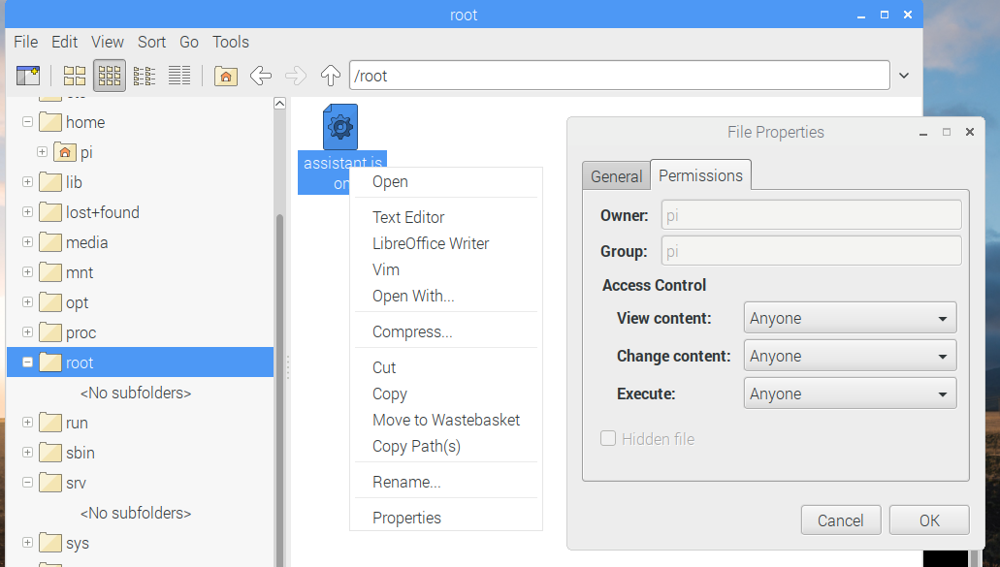 root
File Edit View Sort Go Tools
/root
home
pi
lib
lost+found
media
mnt
opt
proc
root
<No subfolders>
run
sbin
srv
<No subfolders>
sys
assistant.js
on
Open
Text Editor
LibreOffice Writer
Vim
Open With...
Compress...
Cut
Copy
Move to Wastebasket
Copy Path(s)
Rename...
Properties
File Properties
General Permissions
Owner: pi
Group: pi
Access Control
View content: Anyone
Change content: Anyone
Execute: Anyone
Hidden file
Cancel OK